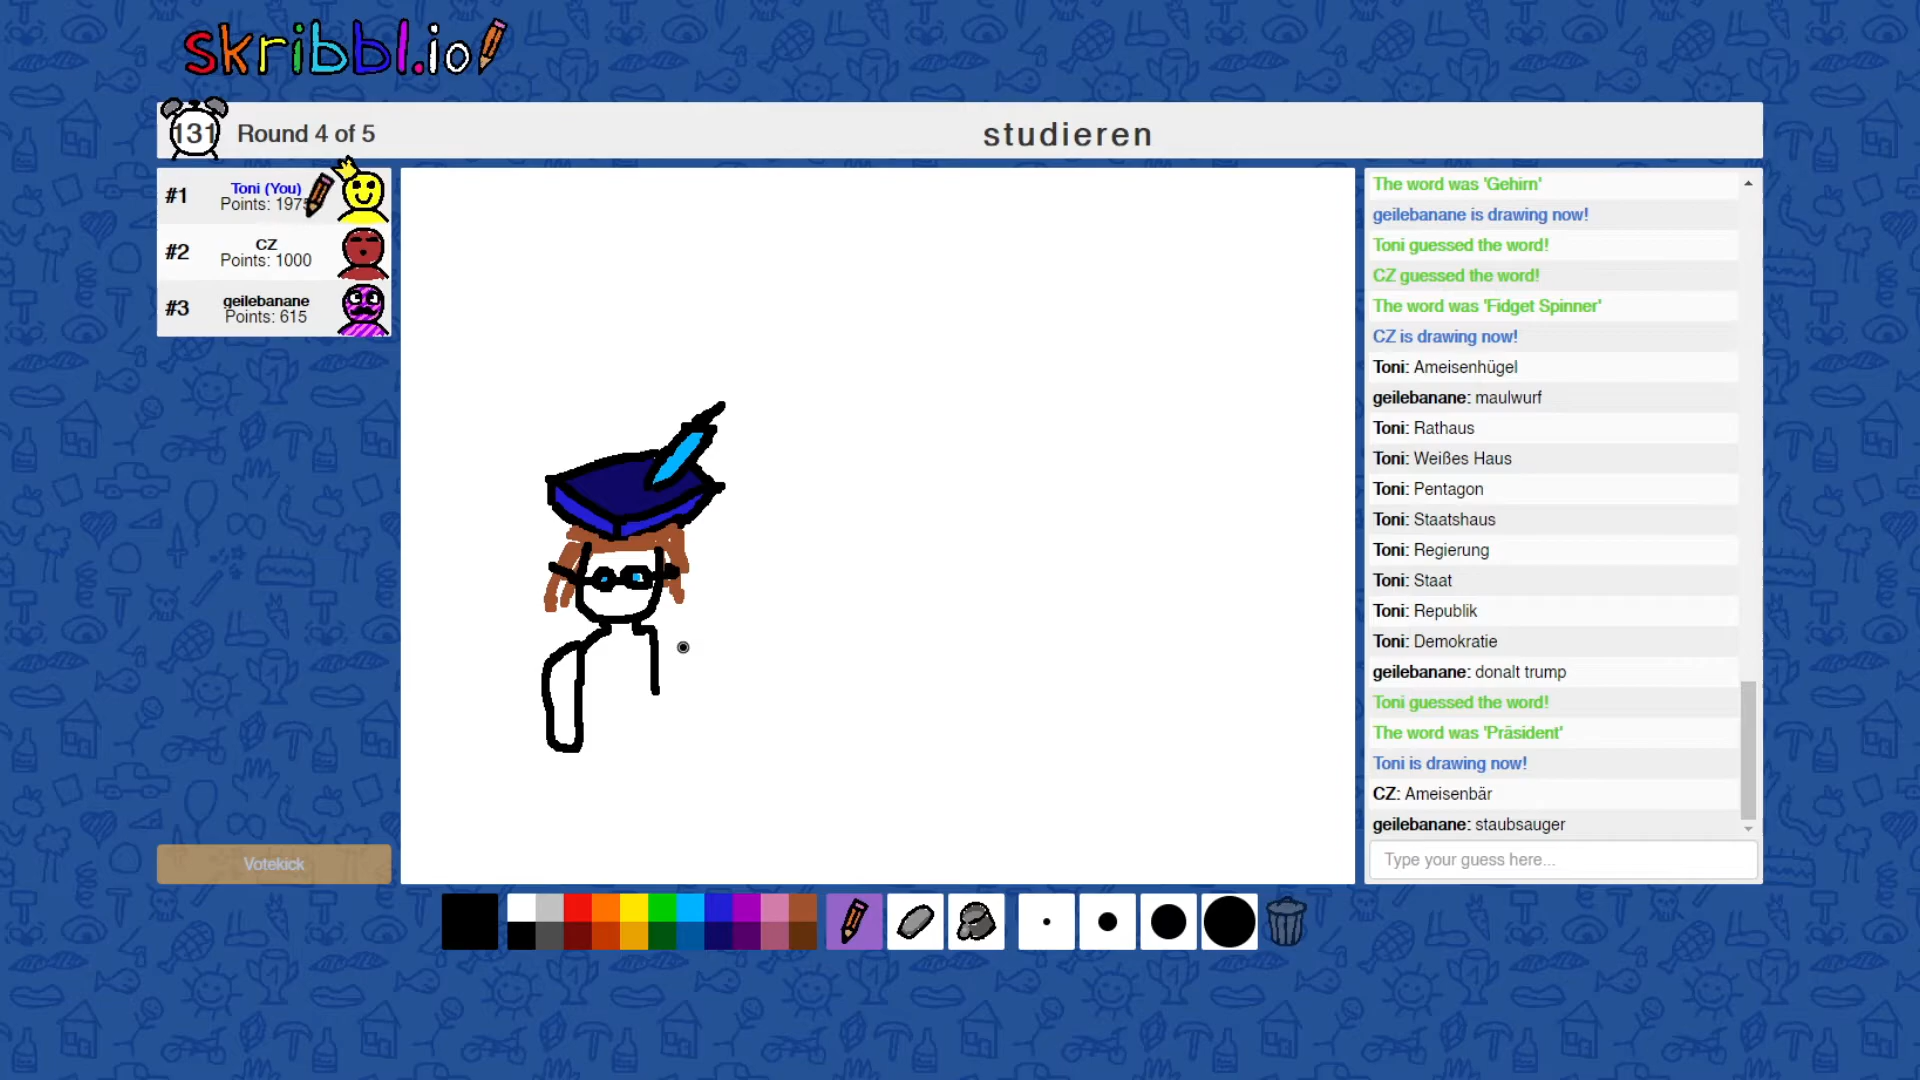 skribbl.io
131
Round 4 of 5
studieren
#1
Toni (You)
Points: 1975
#2
CZ
Points: 1000
#3
geilebanane
Points: 615
Votekick
The word was 'Gehirn'
geilebanane is drawing now!
Toni guessed the word!
CZ guessed the word!
The word was 'Fidget Spinner'
CZ is drawing now!
Toni: Ameisenhügel
geilebanane: maulwurf
Toni: Rathaus
Toni: Weißes Haus
Toni: Pentagon
Toni: Staatshaus
Toni: Regierung
Toni: Staat
Toni: Republik
Toni: Demokratie
geilebanane: donalt trump
Toni guessed the word!
The word was 'Präsident'
Toni is drawing now!
CZ: Ameisenbär
geilebanane: staubsauger
Type your guess here...